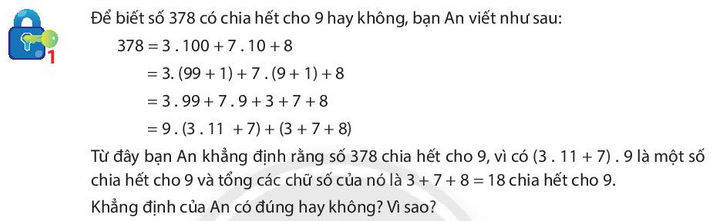 1
Để biết số 378 có chia hết cho 9 hay không, bạn An viết như sau:
378 = 3 . 100 + 7 . 10 + 8
= 3. (99 + 1) + 7 . (9 + 1) + 8
= 3 . 99 + 7 . 9 + 3 + 7 + 8
= 9 . (3 . 11 + 7) + (3 + 7 + 8)
Từ đây bạn An khẳng định rằng số 378 chia hết cho 9, vì có (3 . 11 + 7) . 9 là một số
chia hết cho 9 và tổng các chữ số của nó là 3 + 7 + 8 = 18 chia hết cho 9.
Khẳng định của An có đúng hay không? Vì sao?